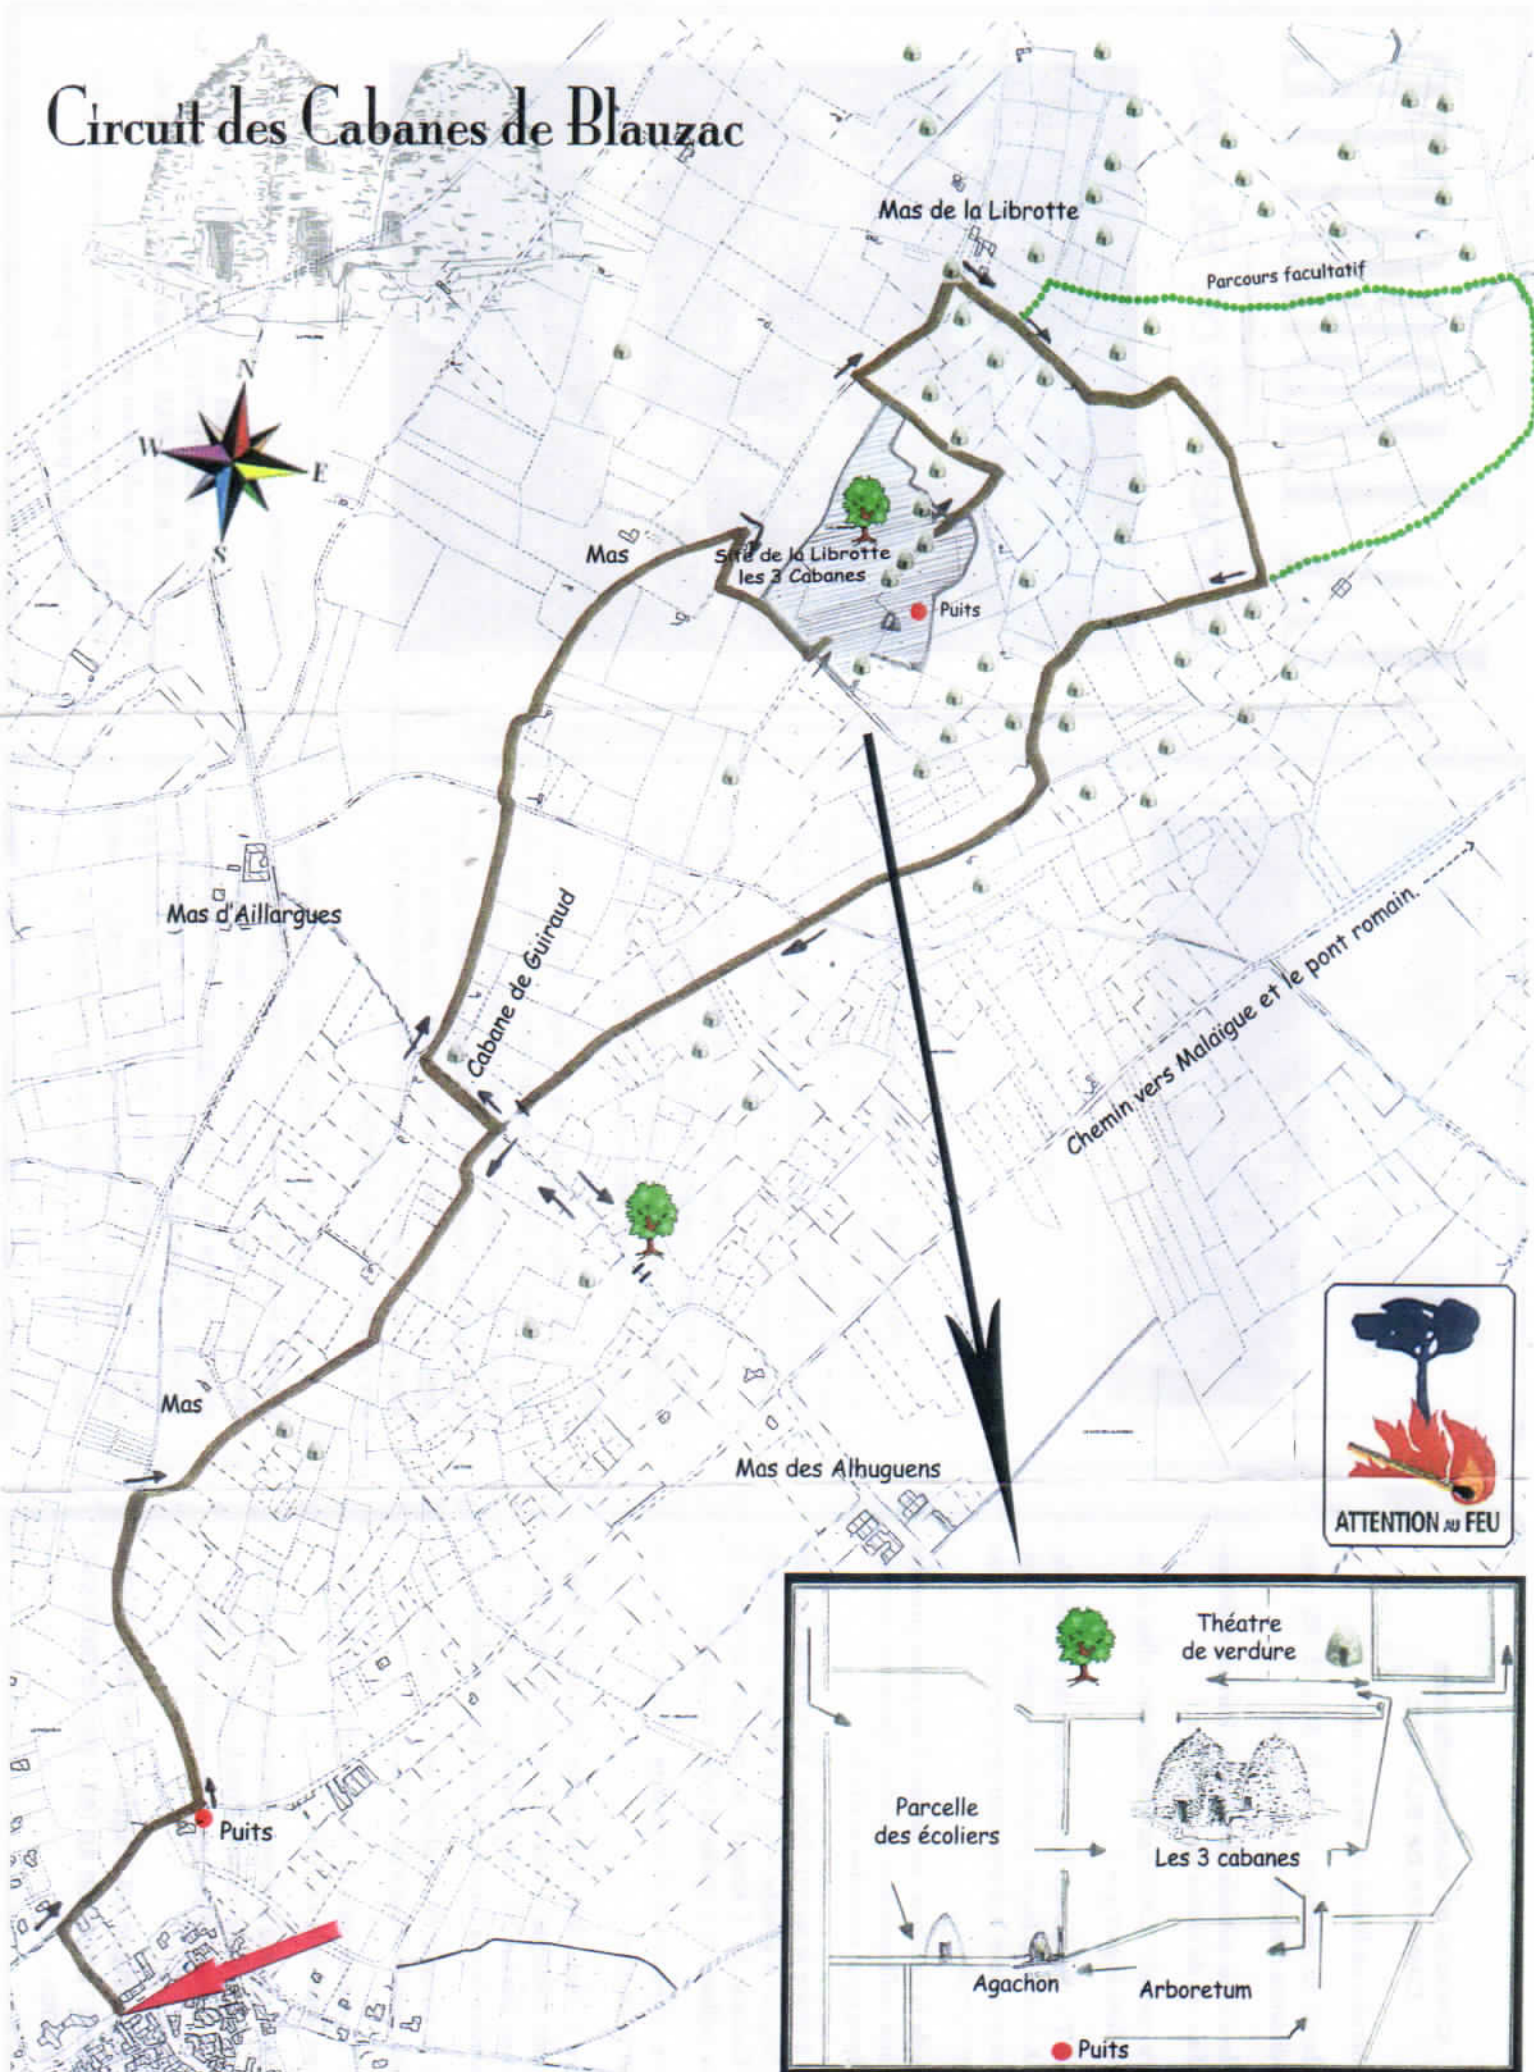 Circuit des Cabanes de Blauzac
Mas de la Librotte
Parcours facultatif
N
W
E
S
Mas
Site de la Librotte
les 3 Cabanes
Puits
Mas d'Aillargues
Cabane de Guiraud
Chemin vers Malaigue et le pont romain.
Mas
Mas des Alhuguens
ATTENTION AU FEU
Puits
Théatre
de verdure
Parcelle
des écoliers
Les 3 cabanes
Agachon
Arboretum
Puits